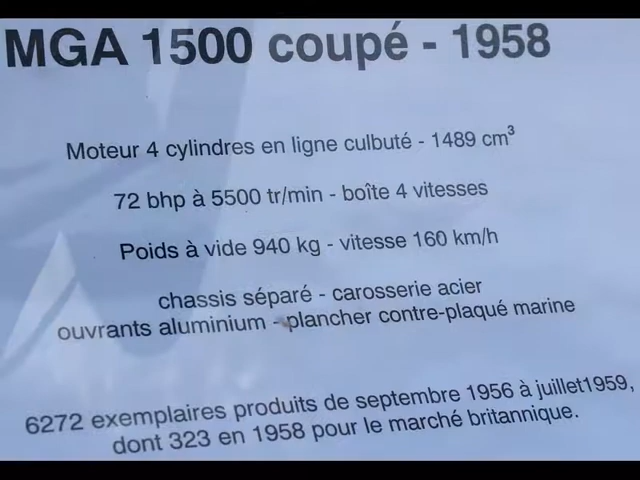 MGA 1500 coupé - 1958
Moteur 4 cylindres en ligne culbuté - 1489 cm³
72 bhp à 5500 tr/min - boîte 4 vitesses
Poids à vide 940 kg - vitesse 160 km/h
chassis séparé - carosserie acier
ouvrants aluminium - plancher contre-plaqué marine
6272 exemplaires produits de septembre 1956 à juillet1959,
dont 323 en 1958 pour le marché britannique.